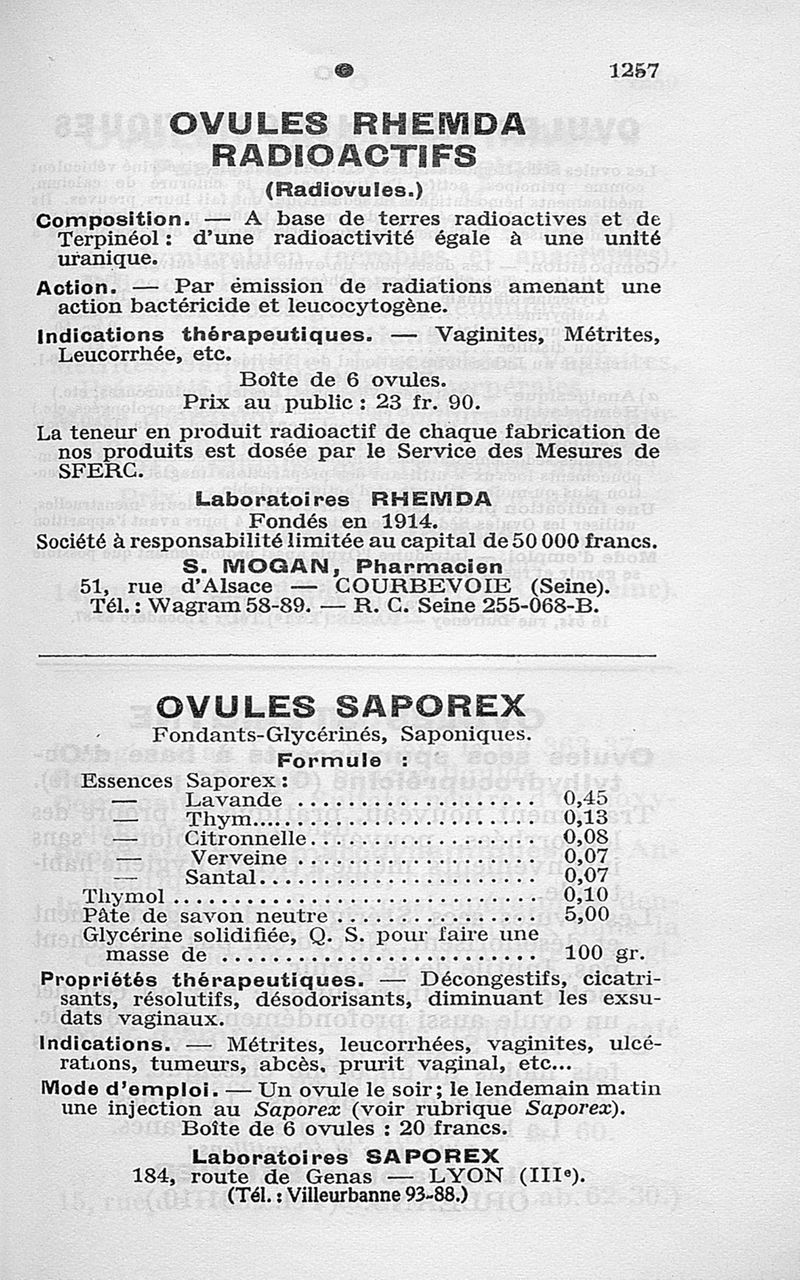 1257
OVULES RHEMDA
RADIOACTIFS
(Radiovules.)
Composition. — A base de terres radioactives et de
Terpinéol : d'une radioactivité égale à une unité
uranique.
Action. — Par émission de radiations amenant une
action bactéricide et leucocytogène.
Indications thérapeutiques. — Vaginites, Métrites,
Leucorrhée, etc.
Boîte de 6 ovules.
Prix au public : 23 fr. 90.
La teneur en produit radioactif de chaque fabrication de
nos produits est dosée par le Service des Mesures de
SFERC.
Laboratoires RHEMDA
Fondés en 1914.
Société à responsabilité limitée au capital de 50 000 francs.
S. MOGAN, Pharmacien
51, rue d'Alsace — COURBEVOIE (Seine).
Tél. : Wagram 58-89. — R. C. Seine 255-068-B.
OVULES SAPOREX
Fondants-Glycérinés, Saponiques.
Formule :
Essences Saporex :
— Lavande .................... 0,45
— Thym........................ 0,13
— Citronnelle................... 0,08
— Verveine .................... 0,07
— Santal....................... 0,07
Thymol .............................. 0,10
Pâte de savon neutre ................. 5,00
Glycérine solidifiée, Q. S. pour faire une
masse de .......................... 100 gr.
Propriétés thérapeutiques. — Décongestifs, cicatri-
sants, résolutifs, désodorisants, diminuant les exsu-
dats vaginaux.
Indications. — Métrites, leucorrhées, vaginites, ulcé-
rations, tumeurs, abcès, prurit vaginal, etc...
Mode d'emploi. — Un ovule le soir ; le lendemain matin
une injection au Saporex (voir rubrique Saporex).
Boîte de 6 ovules : 20 francs.
Laboratoires SAPOREX
184, route de Genas — LYON (IIIe).
(Tél. : Villeurbanne 93-88.)